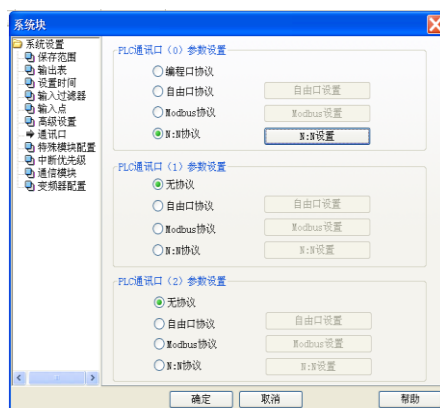 系统块
系统设置
保存范围
输出表
设置时间
输入过滤器
输入点
高级设置
通讯口
特殊模块配置
中断优先级
通信模块
变频器配置
PLC通讯口（0）参数设置
编程口协议
自由口协议 自由口设置
Modbus协议 Modbus设置
N:N协议 N:N设置
PLC通讯口（1）参数设置
无协议
自由口协议 自由口设置
Modbus协议 Modbus设置
N:N协议 N:N设置
PLC通讯口（2）参数设置
无协议
自由口协议 自由口设置
Modbus协议 Modbus设置
N:N协议 N:N设置
确定 取消 帮助